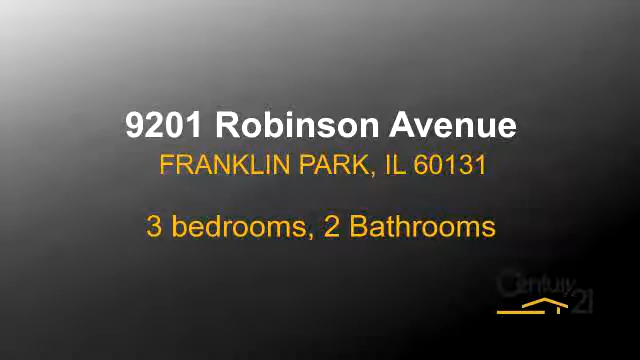 9201 Robinson Avenue
FRANKLIN PARK, IL 60131
3 bedrooms, 2 Bathrooms
Century
21